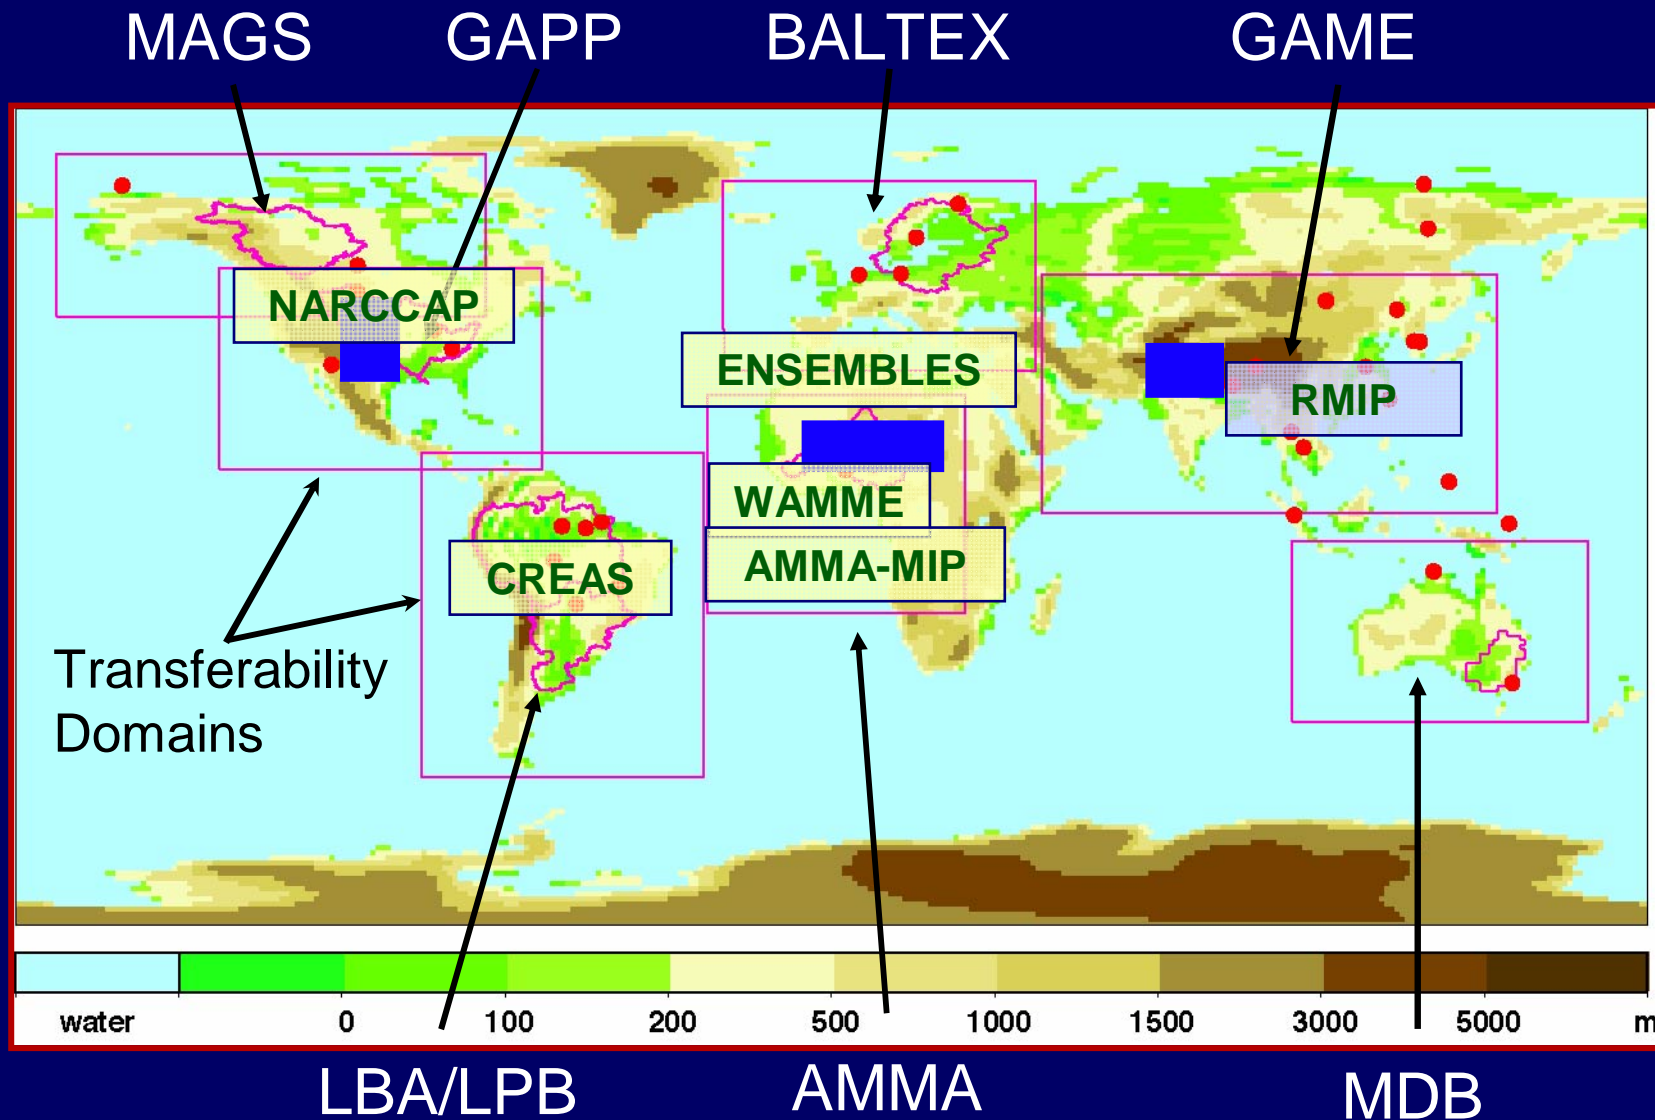 MAGS GAPP BALTEX GAME
NARCCAP
ENSEMBLES
RMIP
WAMME
AMMA-MIP
CREAS
Transferability
Domains
water 0 100 200 500 1000 1500 3000 5000 m
LBA/LPB AMMA MDB